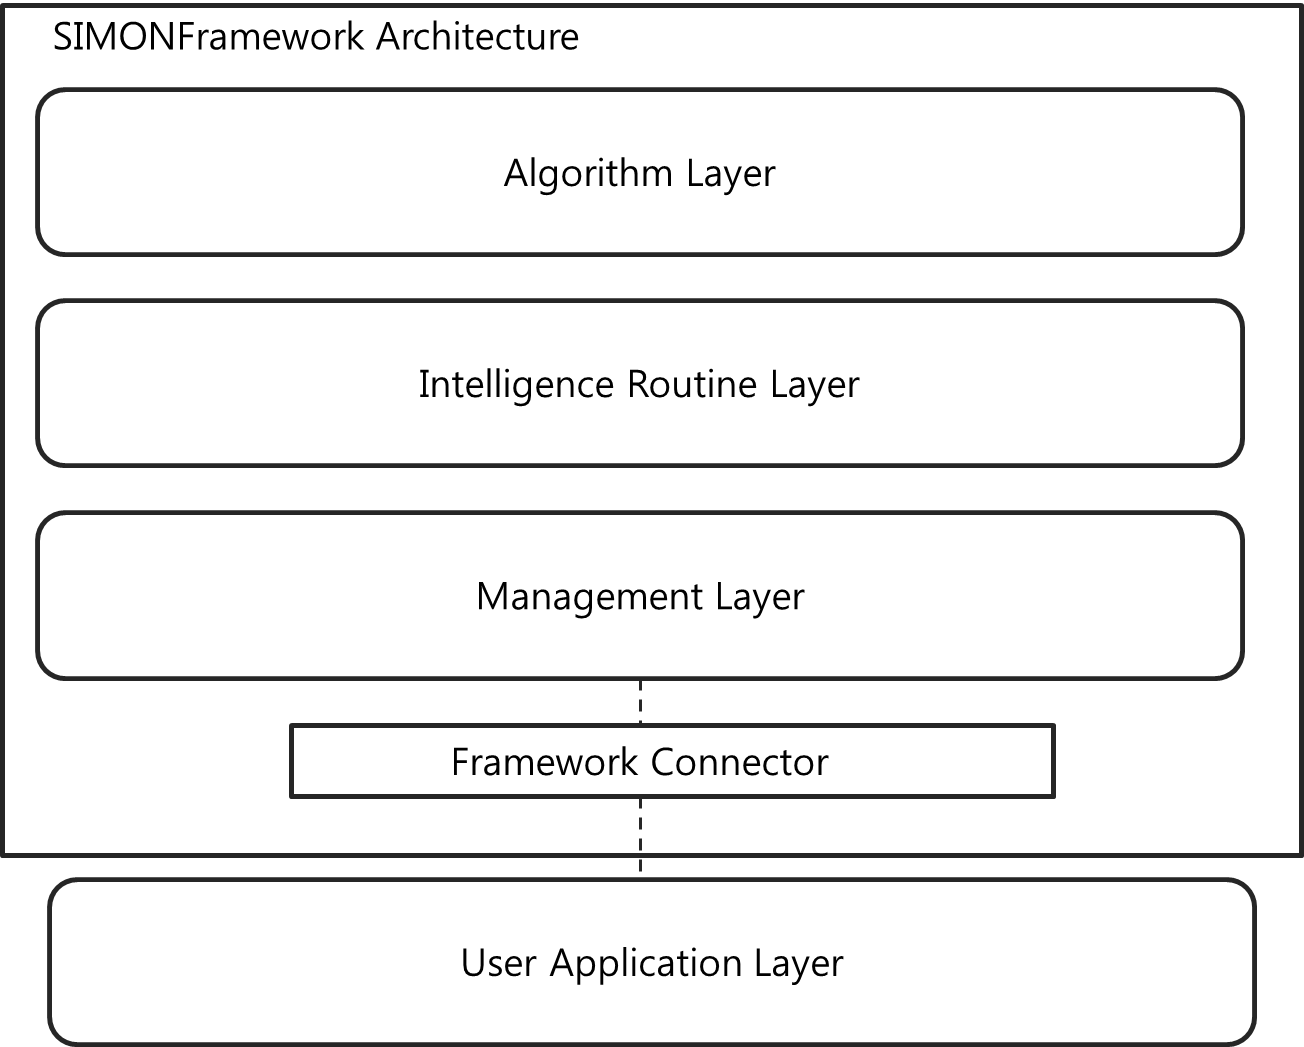 SIMONFramework Architecture
Algorithm Layer
Intelligence Routine Layer
Management Layer
Framework Connector
User Application Layer